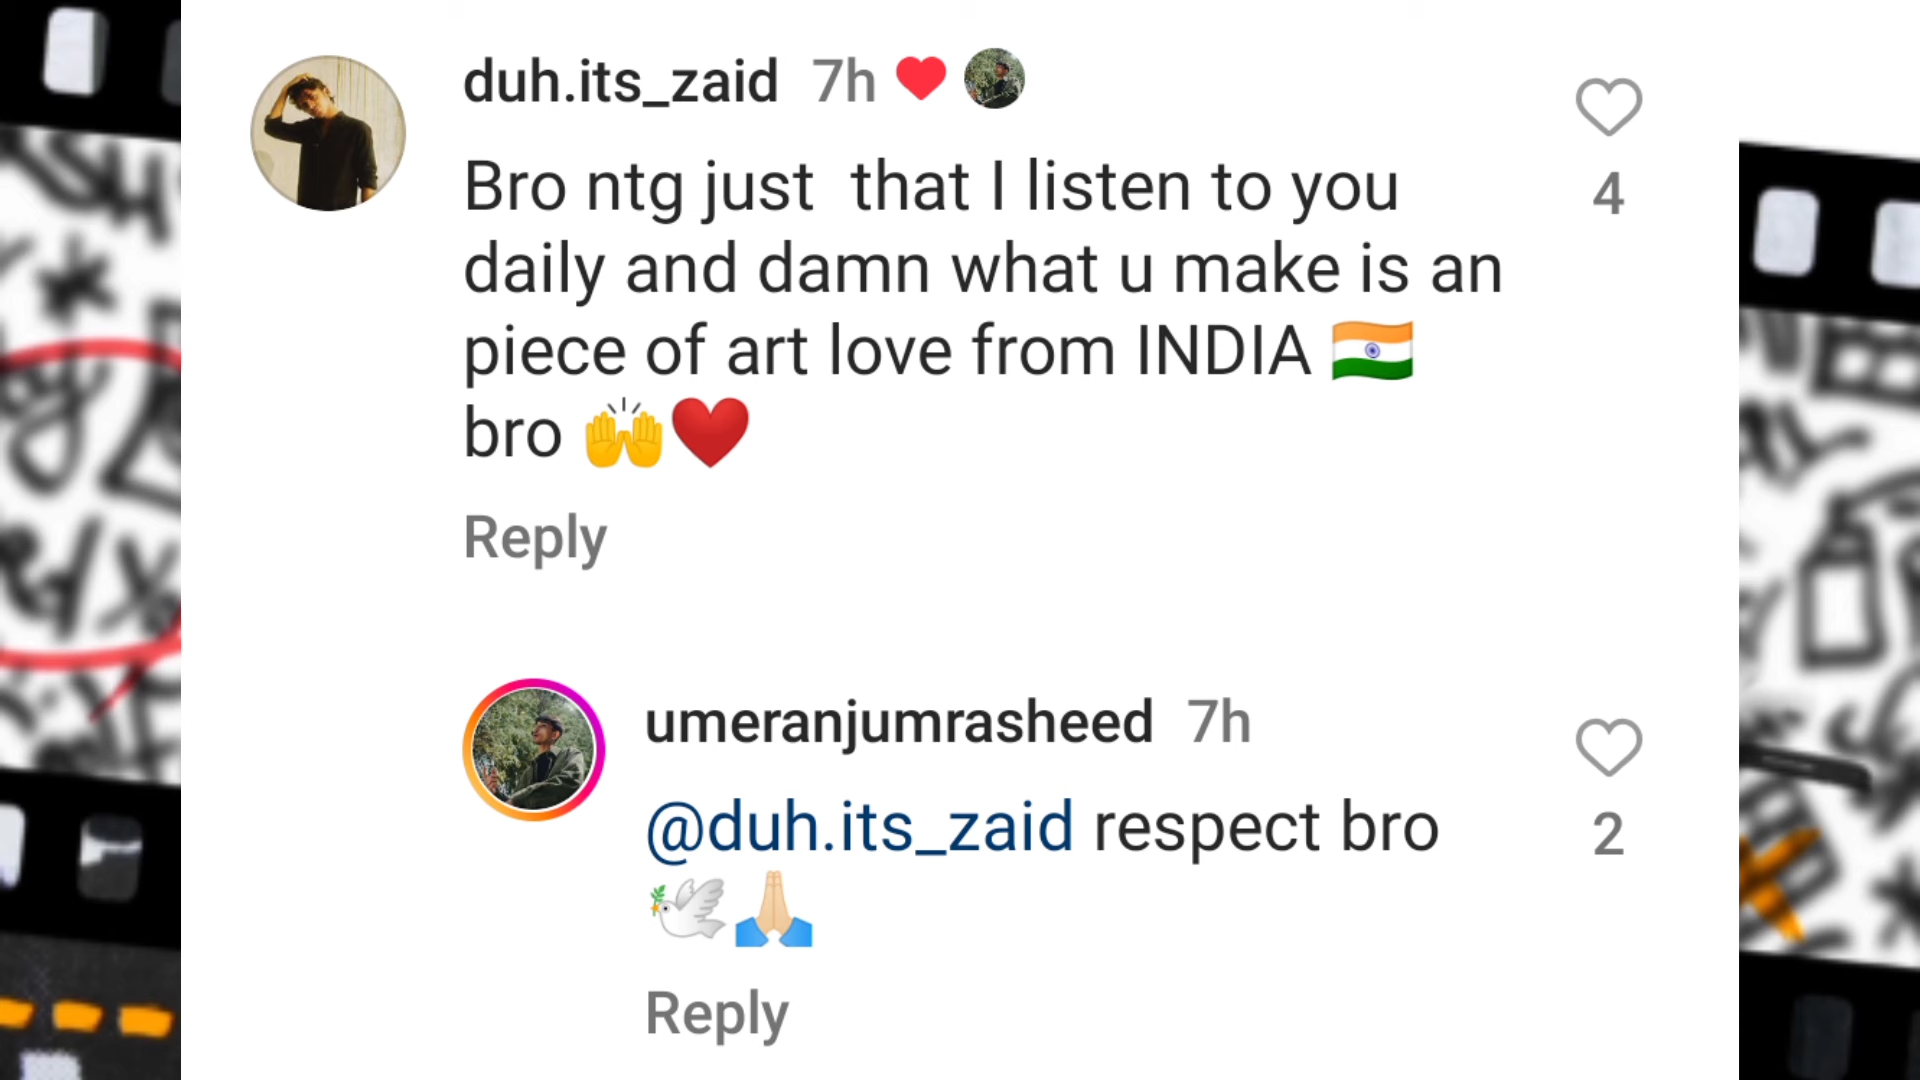 duh.its_zaid 7h ❤️
4
Bro ntg just  that I listen to you
daily and damn what u make is an
piece of art love from INDIA 🇮🇳
bro 🙌❤️
Reply
umeranjumrasheed 7h
2
@duh.its_zaid respect bro
🕊️🙏🏻
Reply